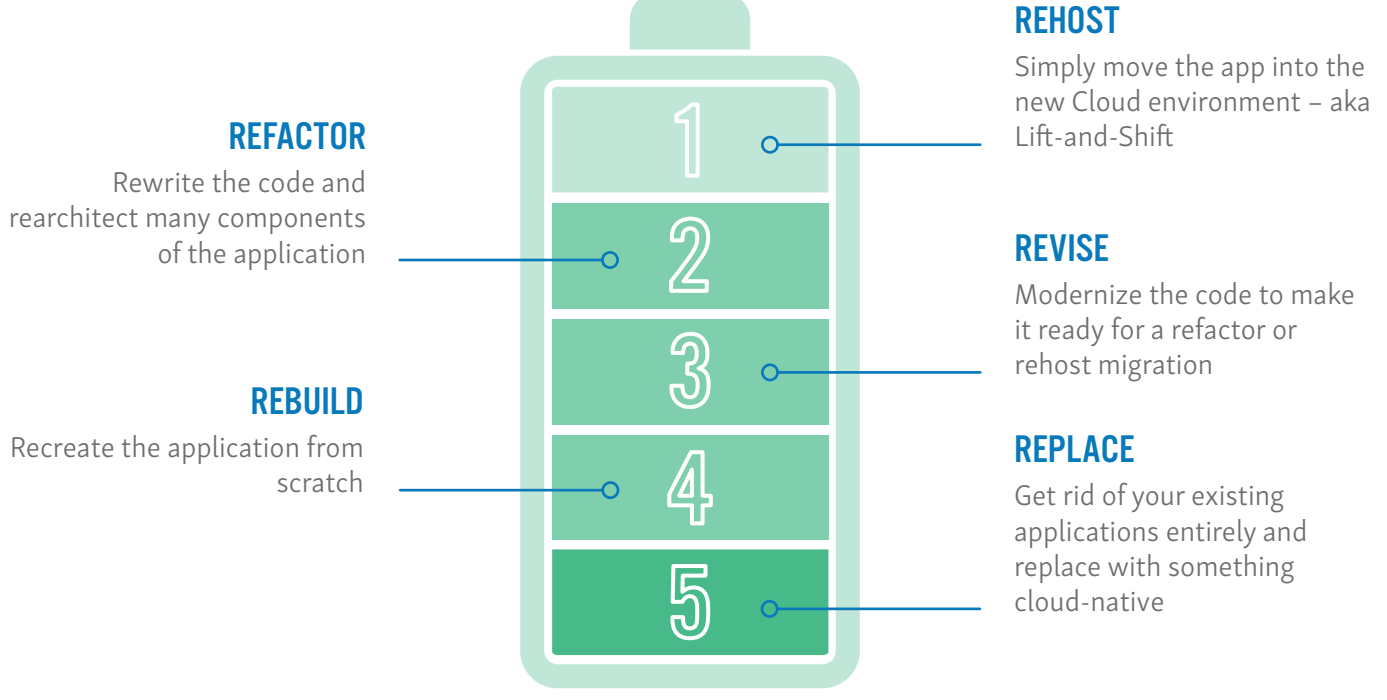 1
REHOST
Simply move the app into the
new Cloud environment – aka
Lift-and-Shift
2
REFACTOR
Rewrite the code and
rearchitect many components
of the application
3
REVISE
Modernize the code to make
it ready for a refactor or
rehost migration
4
REBUILD
Recreate the application from
scratch
5
REPLACE
Get rid of your existing
applications entirely and
replace with something
cloud-native